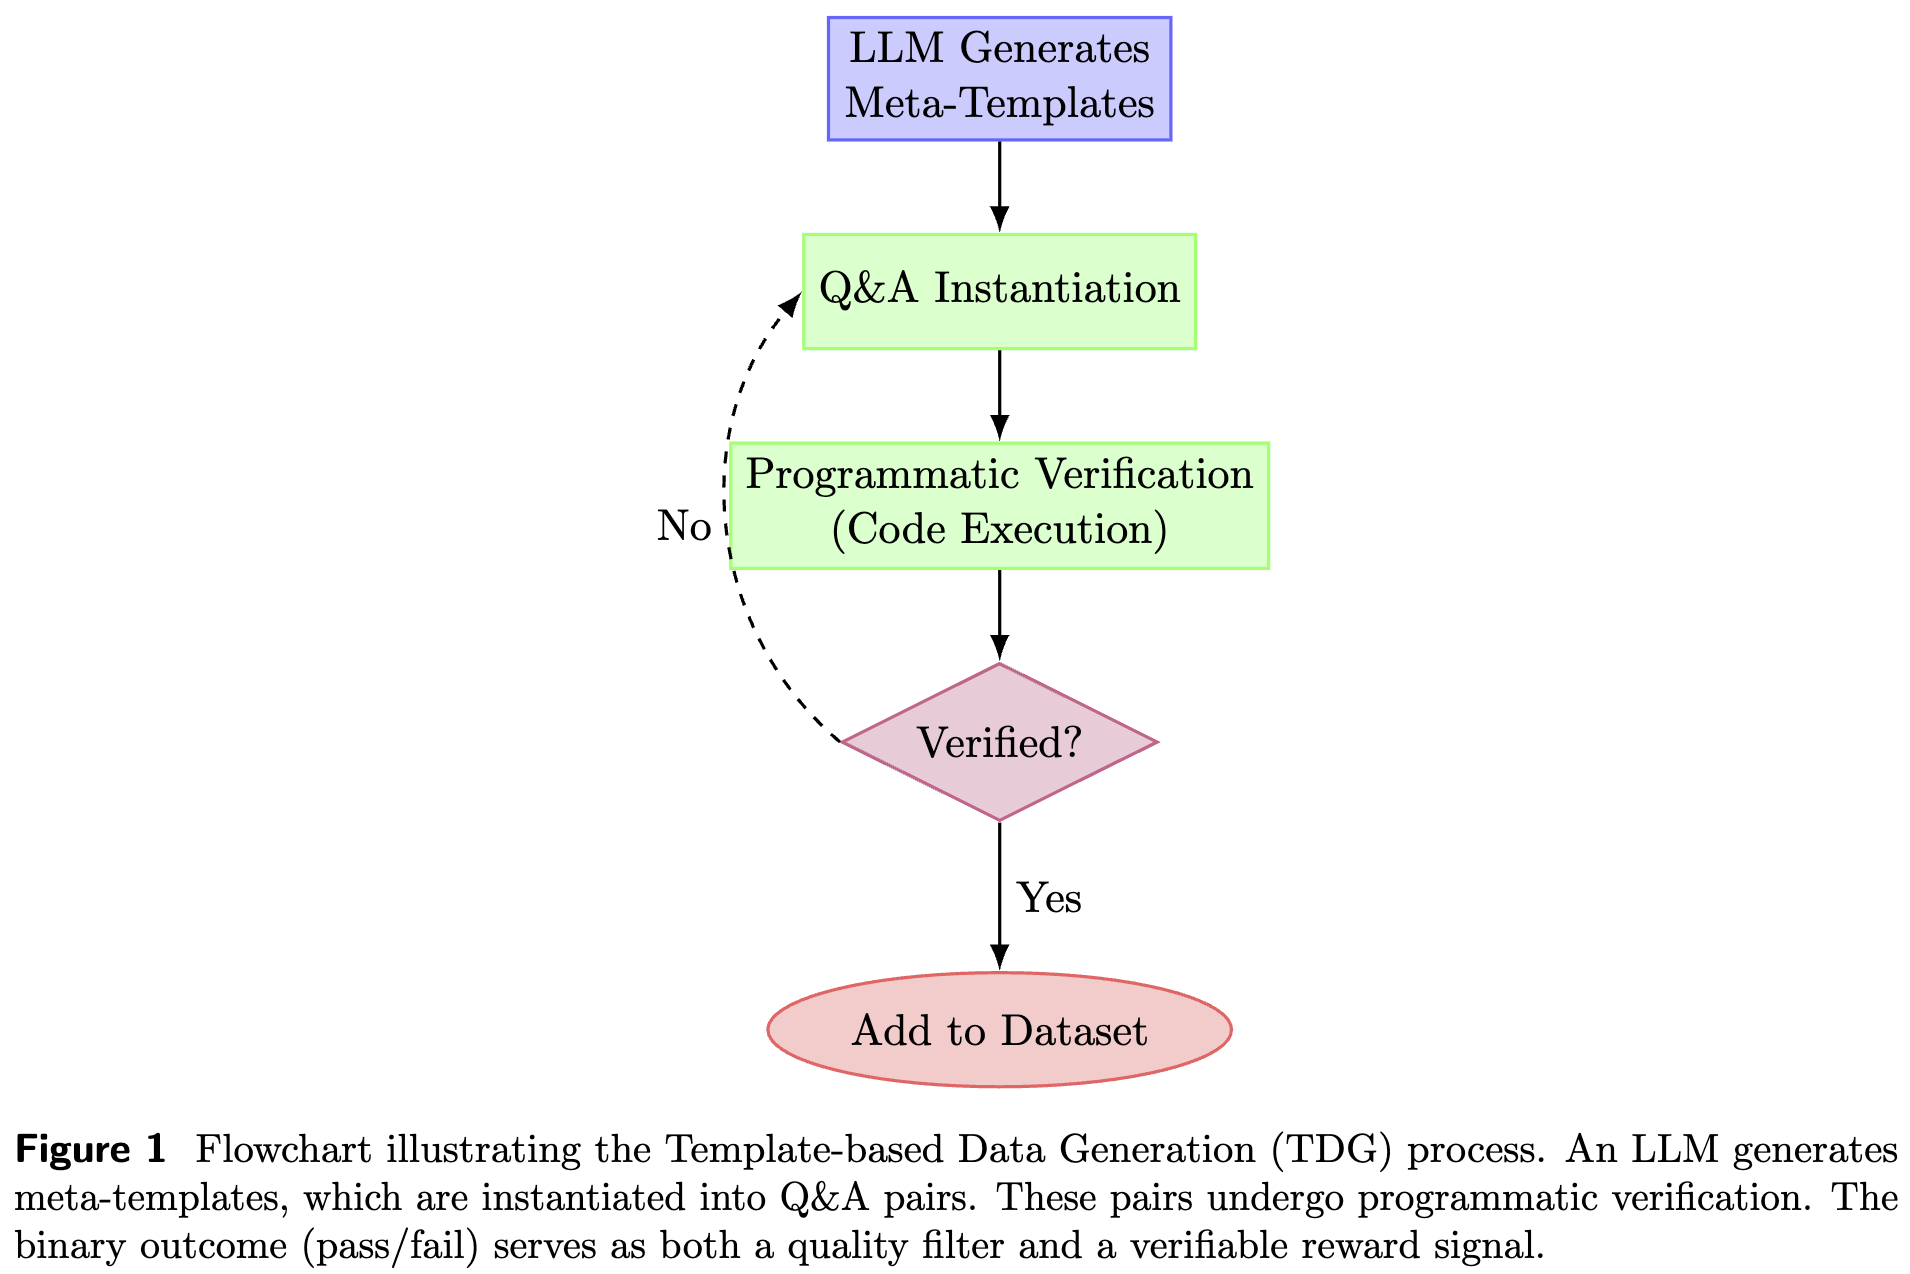 LLM Generates
Meta-Templates
Q&A Instantiation
Programmatic Verification
(Code Execution)
No
Verified?
Yes
Add to Dataset
Figure 1 Flowchart illustrating the Template-based Data Generation (TDG) process. An LLM generates
meta-templates, which are instantiated into Q&A pairs. These pairs undergo programmatic verification. The
binary outcome (pass/fail) serves as both a quality filter and a verifiable reward signal.